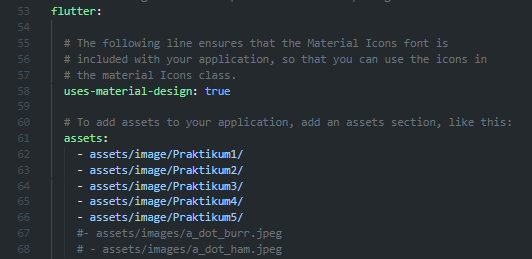 53 flutter:
54
55 # The following line ensures that the Material Icons font is
56 # included with your application, so that you can use the icons in
57 # the material Icons class.
58 uses-material-design: true
59
60 # To add assets to your application, add an assets section, like this:
61 assets:
62 - assets/image/Praktikum1/
63 - assets/image/Praktikum2/
64 - assets/image/Praktikum3/
65 - assets/image/Praktikum4/
66 - assets/image/Praktikum5/
67 #- assets/images/a_dot_burr.jpeg
68 # - assets/images/a_dot_ham.jpeg